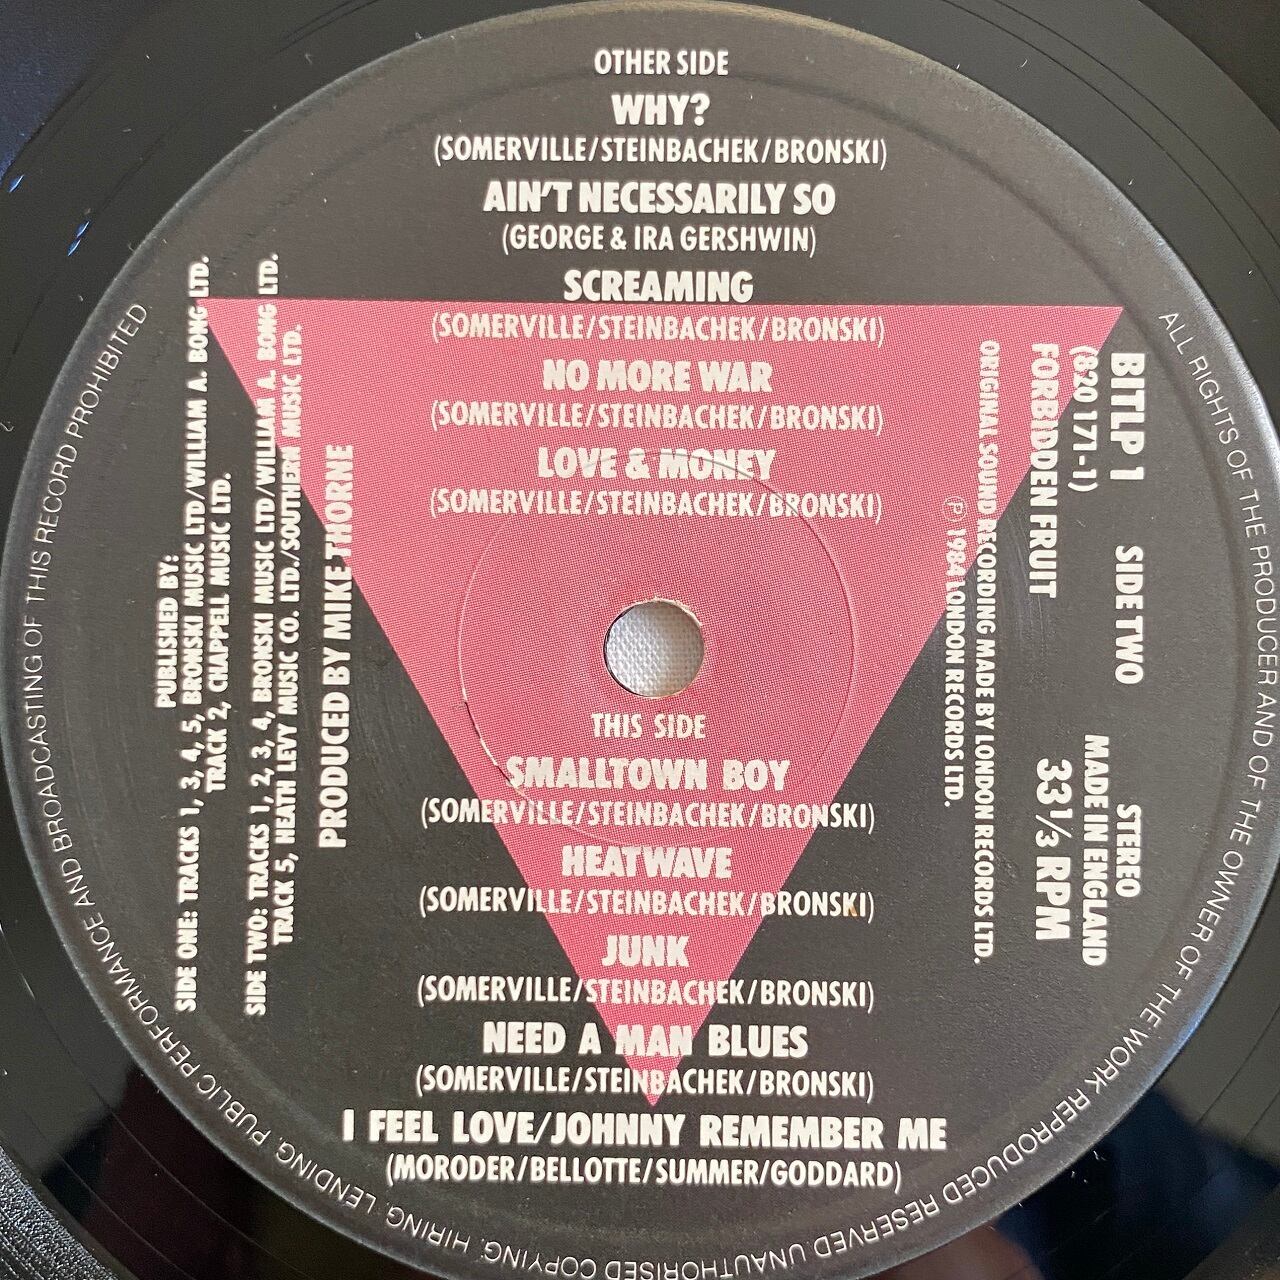 OTHER SIDE
WHY?
(SOMERVILLE/STEINBACHEK/BRONSKI)
AIN'T NECESSARILY SO
(GEORGE & IRA GERSHWIN)
SCREAMING
(SOMERVILLE/STEINBACHEK/BRONSKI)
NO MORE WAR
(SOMERVILLE/STEINBACHEK/BRONSKI)
LOVE & MONEY
(SOMERVILLE/STEINBACHEK/BRONSKI)
THIS SIDE
SMALLTOWN BOY
(SOMERVILLE/STEINBACHEK/BRONSKI)
HEATWAVE
(SOMERVILLE/STEINBACHEK/BRONSKI)
JUNK
(SOMERVILLE/STEINBACHEK/BRONSKI)
NEED A MAN BLUES
(SOMERVILLE/STEINBACHEK/BRONSKI)
I FEEL LOVE/JOHNNY REMEMBER ME
(MORODER/BELLOTTE/SUMMER/GODDARD)
PUBLISHED BY:
SIDE ONE: TRACKS 1, 3, 4, 5, BRONSKI MUSIC LTD/WILLIAM A. BONG LTD.
TRACK 2, CHAPPELL MUSIC LTD.
SIDE TWO: TRACKS 1, 2, 3, 4, BRONSKI MUSIC LTD/WILLIAM A. BONG LTD.
TRACK 5, HEATH LEVY MUSIC CO. LTD./SOUTHERN MUSIC LTD.
PRODUCED BY MIKE THORNE
BITLP 1 SIDE TWO STEREO
(820 171-1) MADE IN ENGLAND
FORBIDDEN FRUIT 33⅓ RPM
ORIGINAL SOUND RECORDING MADE BY LONDON RECORDS LTD.
Ⓟ 1984 LONDON RECORDS LTD.
ALL RIGHTS OF THE PRODUCER AND OF THE OWNER OF THE WORK REPRODUCED RESERVED. UNAUTHORISED COPYING, HIRING, LENDING, PUBLIC PERFORMANCE AND BROADCASTING OF THIS RECORD PROHIBITED